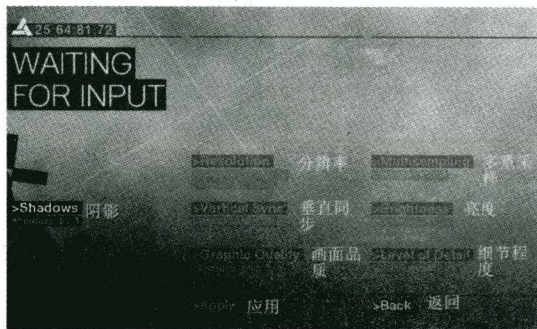 25 64 81 72
WAITING
FOR INPUT
>Resolution 分辨率
>Multisampling 多重采样
>Shadows 阴影
>Vertical Sync 垂直同步
>Brightness 亮度
>Graphic Quality 画面品质
>Level of Detail 细节程度
>Apply 应用
>Back 返回